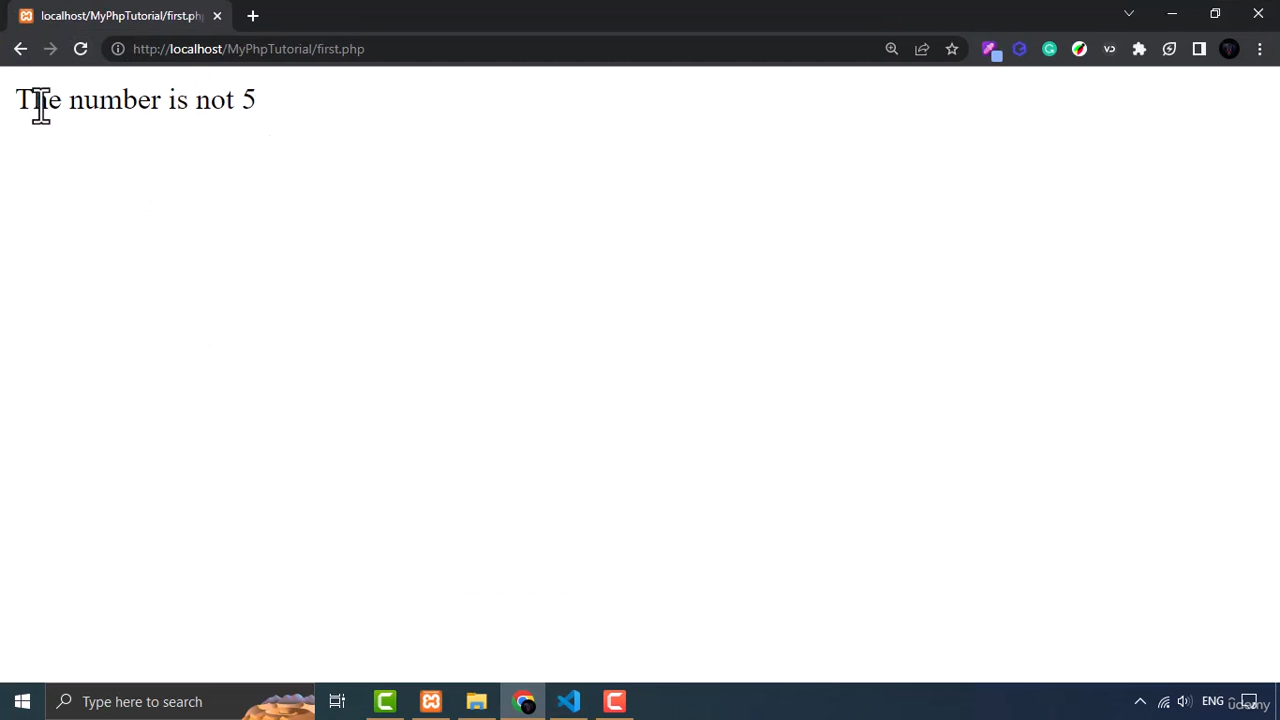 localhost/MyPhpTutorial/first.ph
http://localhost/MyPhpTutorial/first.php
The number is not 5
Type here to search
ENG
udemy